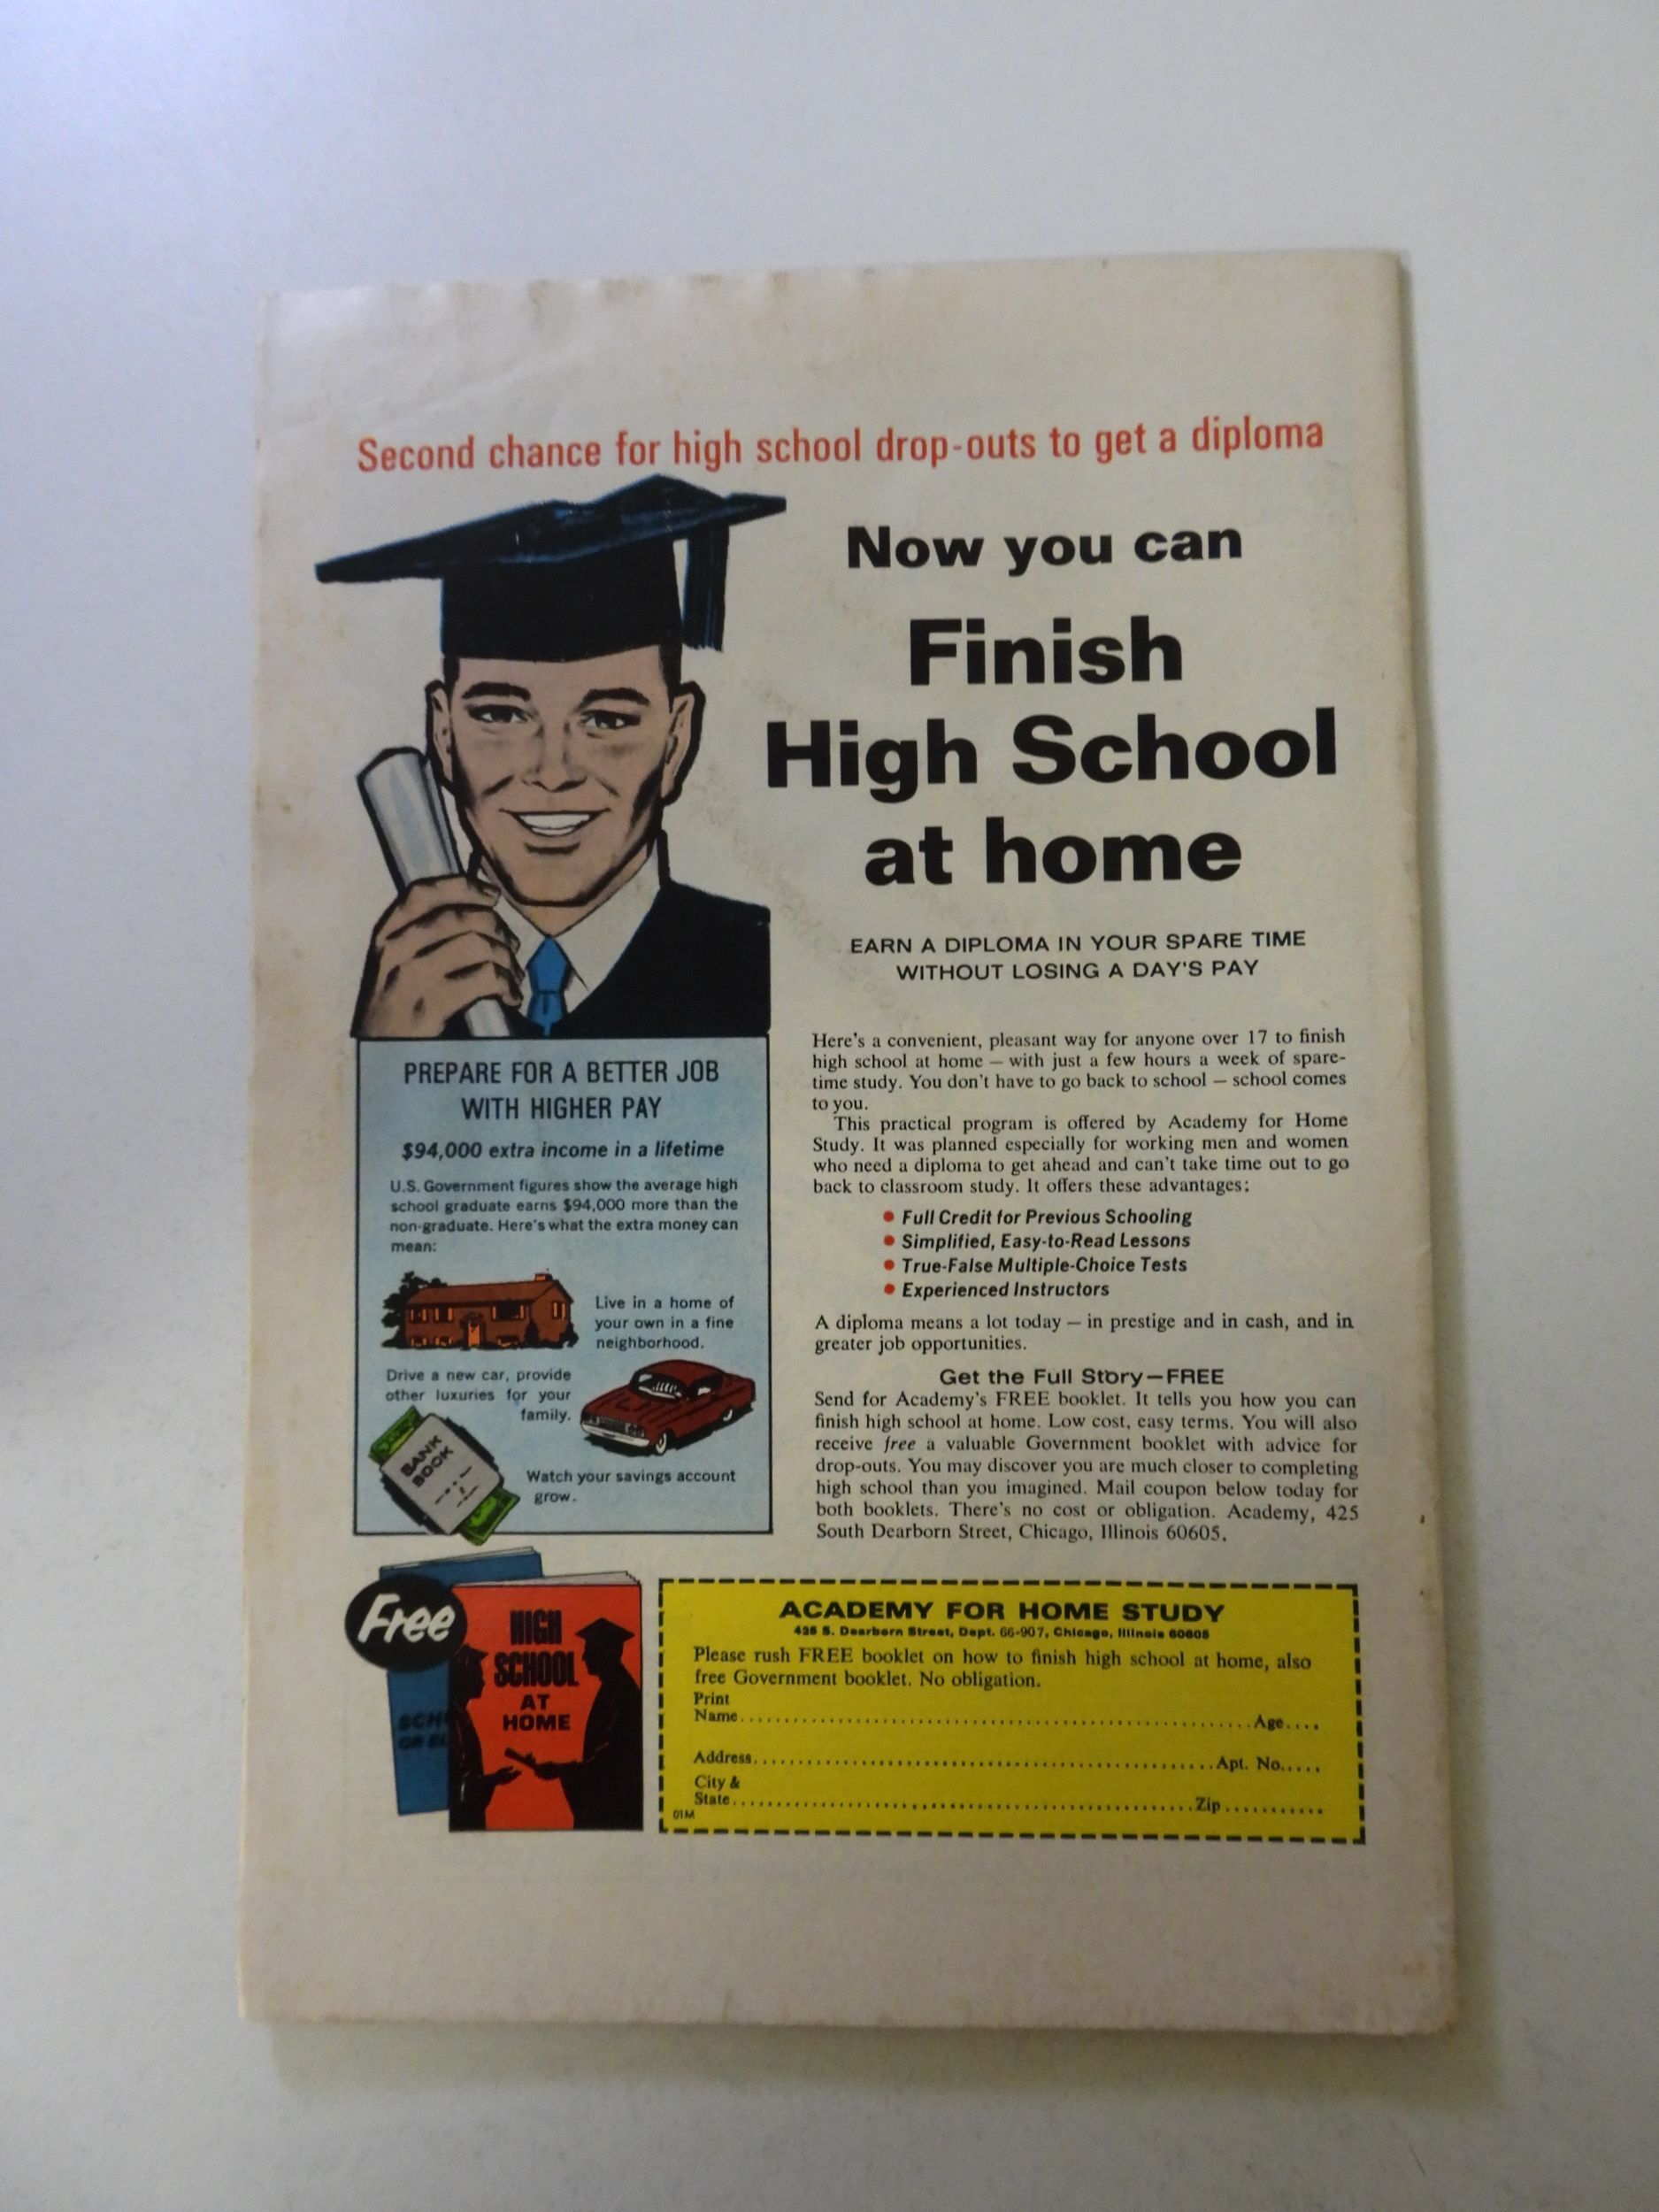 Second chance for high school drop-outs to get a diploma
Now you can
Finish
High School
at home
EARN A DIPLOMA IN YOUR SPARE TIME
WITHOUT LOSING A DAY'S PAY
PREPARE FOR A BETTER JOB
WITH HIGHER PAY
$94,000 extra income in a lifetime
U.S. Government figures show the average high
school graduate earns $94,000 more than the
non-graduate. Here's what the extra money can
mean:
Live in a home of
your own in a fine
neighborhood.
Drive a new car, provide
other luxuries for your
family.
BANK
BOOK
Watch your savings account
grow.
Here's a convenient, pleasant way for anyone over 17 to finish
high school at home — with just a few hours a week of spare-
time study. You don't have to go back to school — school comes
to you.
This practical program is offered by Academy for Home
Study. It was planned especially for working men and women
who need a diploma to get ahead and can't take time out to go
back to classroom study. It offers these advantages:
• Full Credit for Previous Schooling
• Simplified, Easy-to-Read Lessons
• True-False Multiple-Choice Tests
• Experienced Instructors
A diploma means a lot today — in prestige and in cash, and in
greater job opportunities.
Get the Full Story—FREE
Send for Academy's FREE booklet. It tells you how you can
finish high school at home. Low cost, easy terms. You will also
receive free a valuable Government booklet with advice for
drop-outs. You may discover you are much closer to completing
high school than you imagined. Mail coupon below today for
both booklets. There's no cost or obligation. Academy, 425
South Dearborn Street, Chicago, Illinois 60605.
Free
HIGH
SCHOOL
AT
HOME
ACADEMY FOR HOME STUDY
425 S. Dearborn Street, Dept. 66-907, Chicago, Illinois 60605
Please rush FREE booklet on how to finish high school at home, also
free Government booklet. No obligation.
Print
Name Age
Address Apt. No.
City &
State Zip
01M